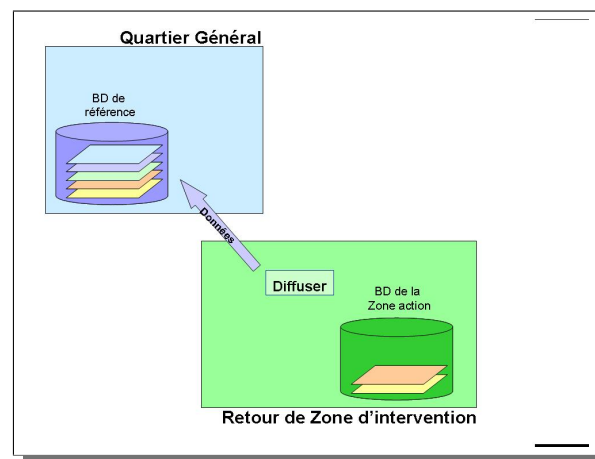 Quartier Général
BD de
référence
Données
Diffuser
BD de la
Zone action
Retour de Zone d'intervention